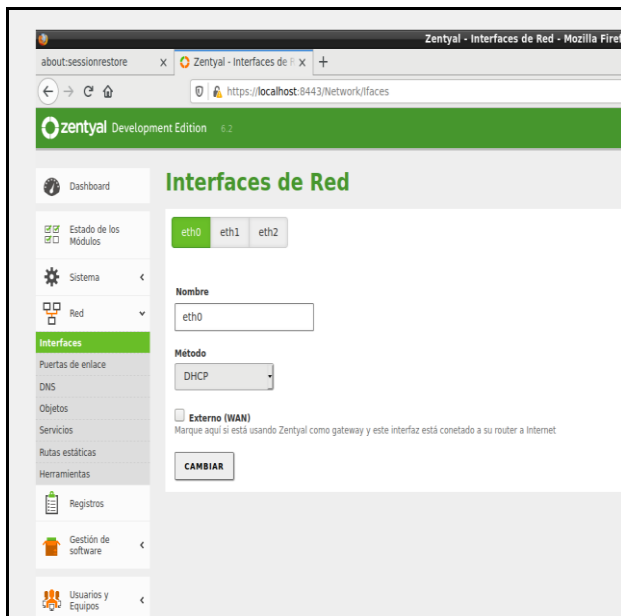 Zentyal - Interfaces de Red - Mozilla Firef
about:sessionrestore
Zentyal - Interfaces de R
https://localhost:8443/Network/Ifaces
zentyal Development Edition 6.2
Dashboard
Estado de los
Módulos
Sistema
Red
Interfaces
Puertas de enlace
DNS
Objetos
Servicios
Rutas estáticas
Herramientas
Registros
Gestión de
software
Usuarios y
Equipos
Interfaces de Red
eth0 eth1 eth2
Nombre
eth0
Método
DHCP
Externo (WAN)
Marque aquí si está usando Zentyal como gateway y este interfaz está conetado a su router a Internet
CAMBIAR